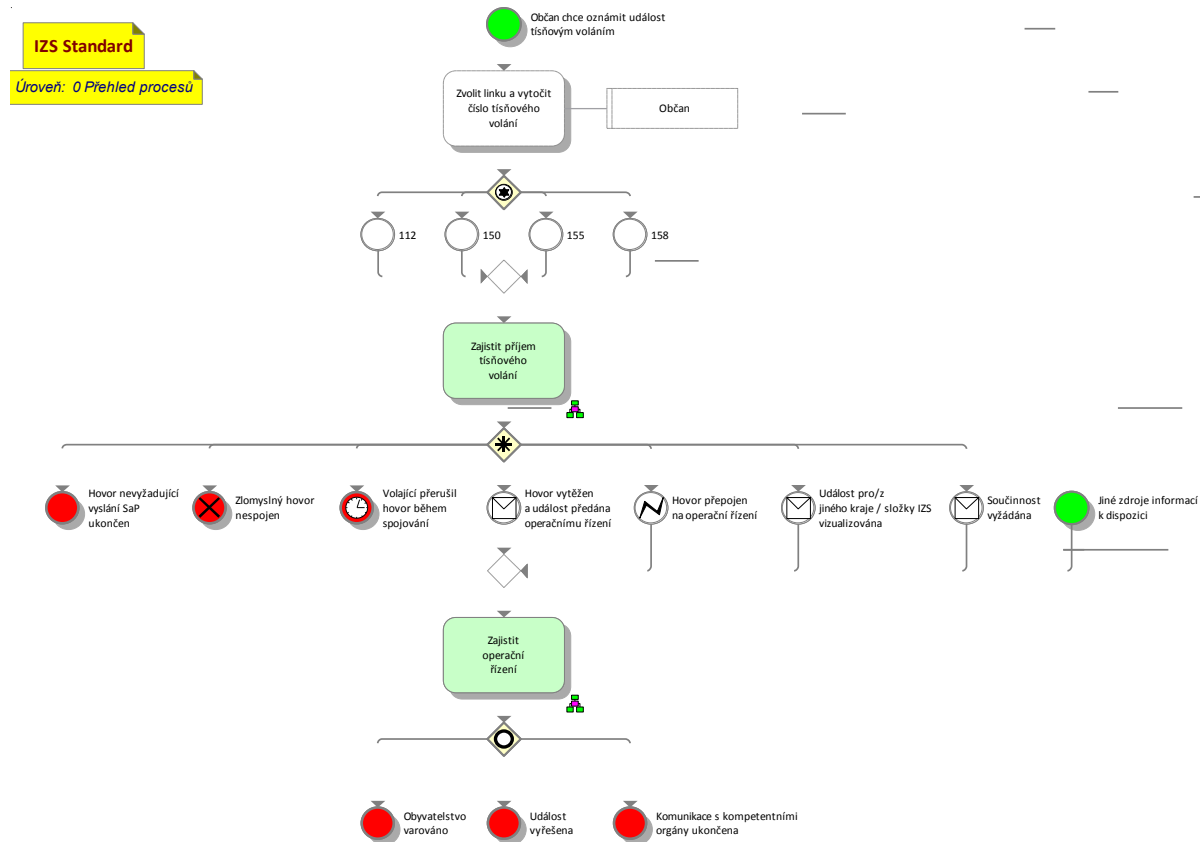 IZS Standard
Úroveň: 0 Přehled procesů
Občan chce oznámit událost
tísňovým voláním
Zvolit linku a vytočit
číslo tísňového
volání
Občan
112
150
155
158
Zajistit příjem
tísňového
volání
Hovor nevyžadující
vyslání SaP
ukončen
Zlomyslný hovor
nespojen
Volající přerušil
hovor během
spojování
Hovor vytěžen
a událost předána
operačnímu řízení
Hovor přepojen
na operační řízení
Událost pro/z
jiného kraje / složky IZS
vizualizována
Součinnost
vyžádána
Jiné zdroje informací
k dispozici
Zajistit
operační
řízení
Obyvatelstvo
varováno
Událost
vyřešena
Komunikace s kompetentními
orgány ukončena